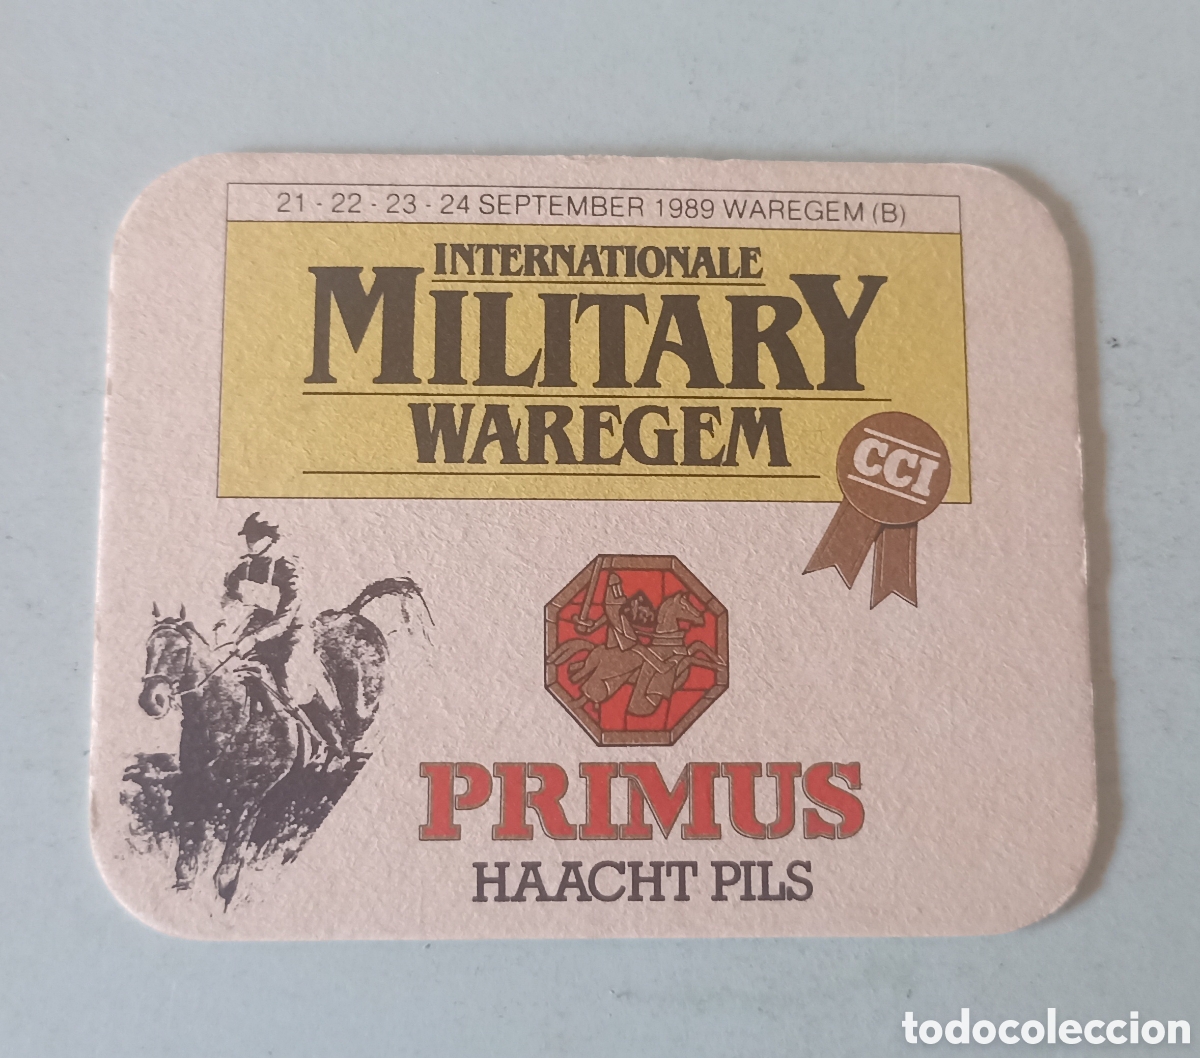 21 - 22 - 23 - 24 SEPTEMBER 1989 WAREGEM (B)
INTERNATIONALE
MILITARY
WAREGEM
CCI
PRIMUS
HAACHT PILS
todocoleccion